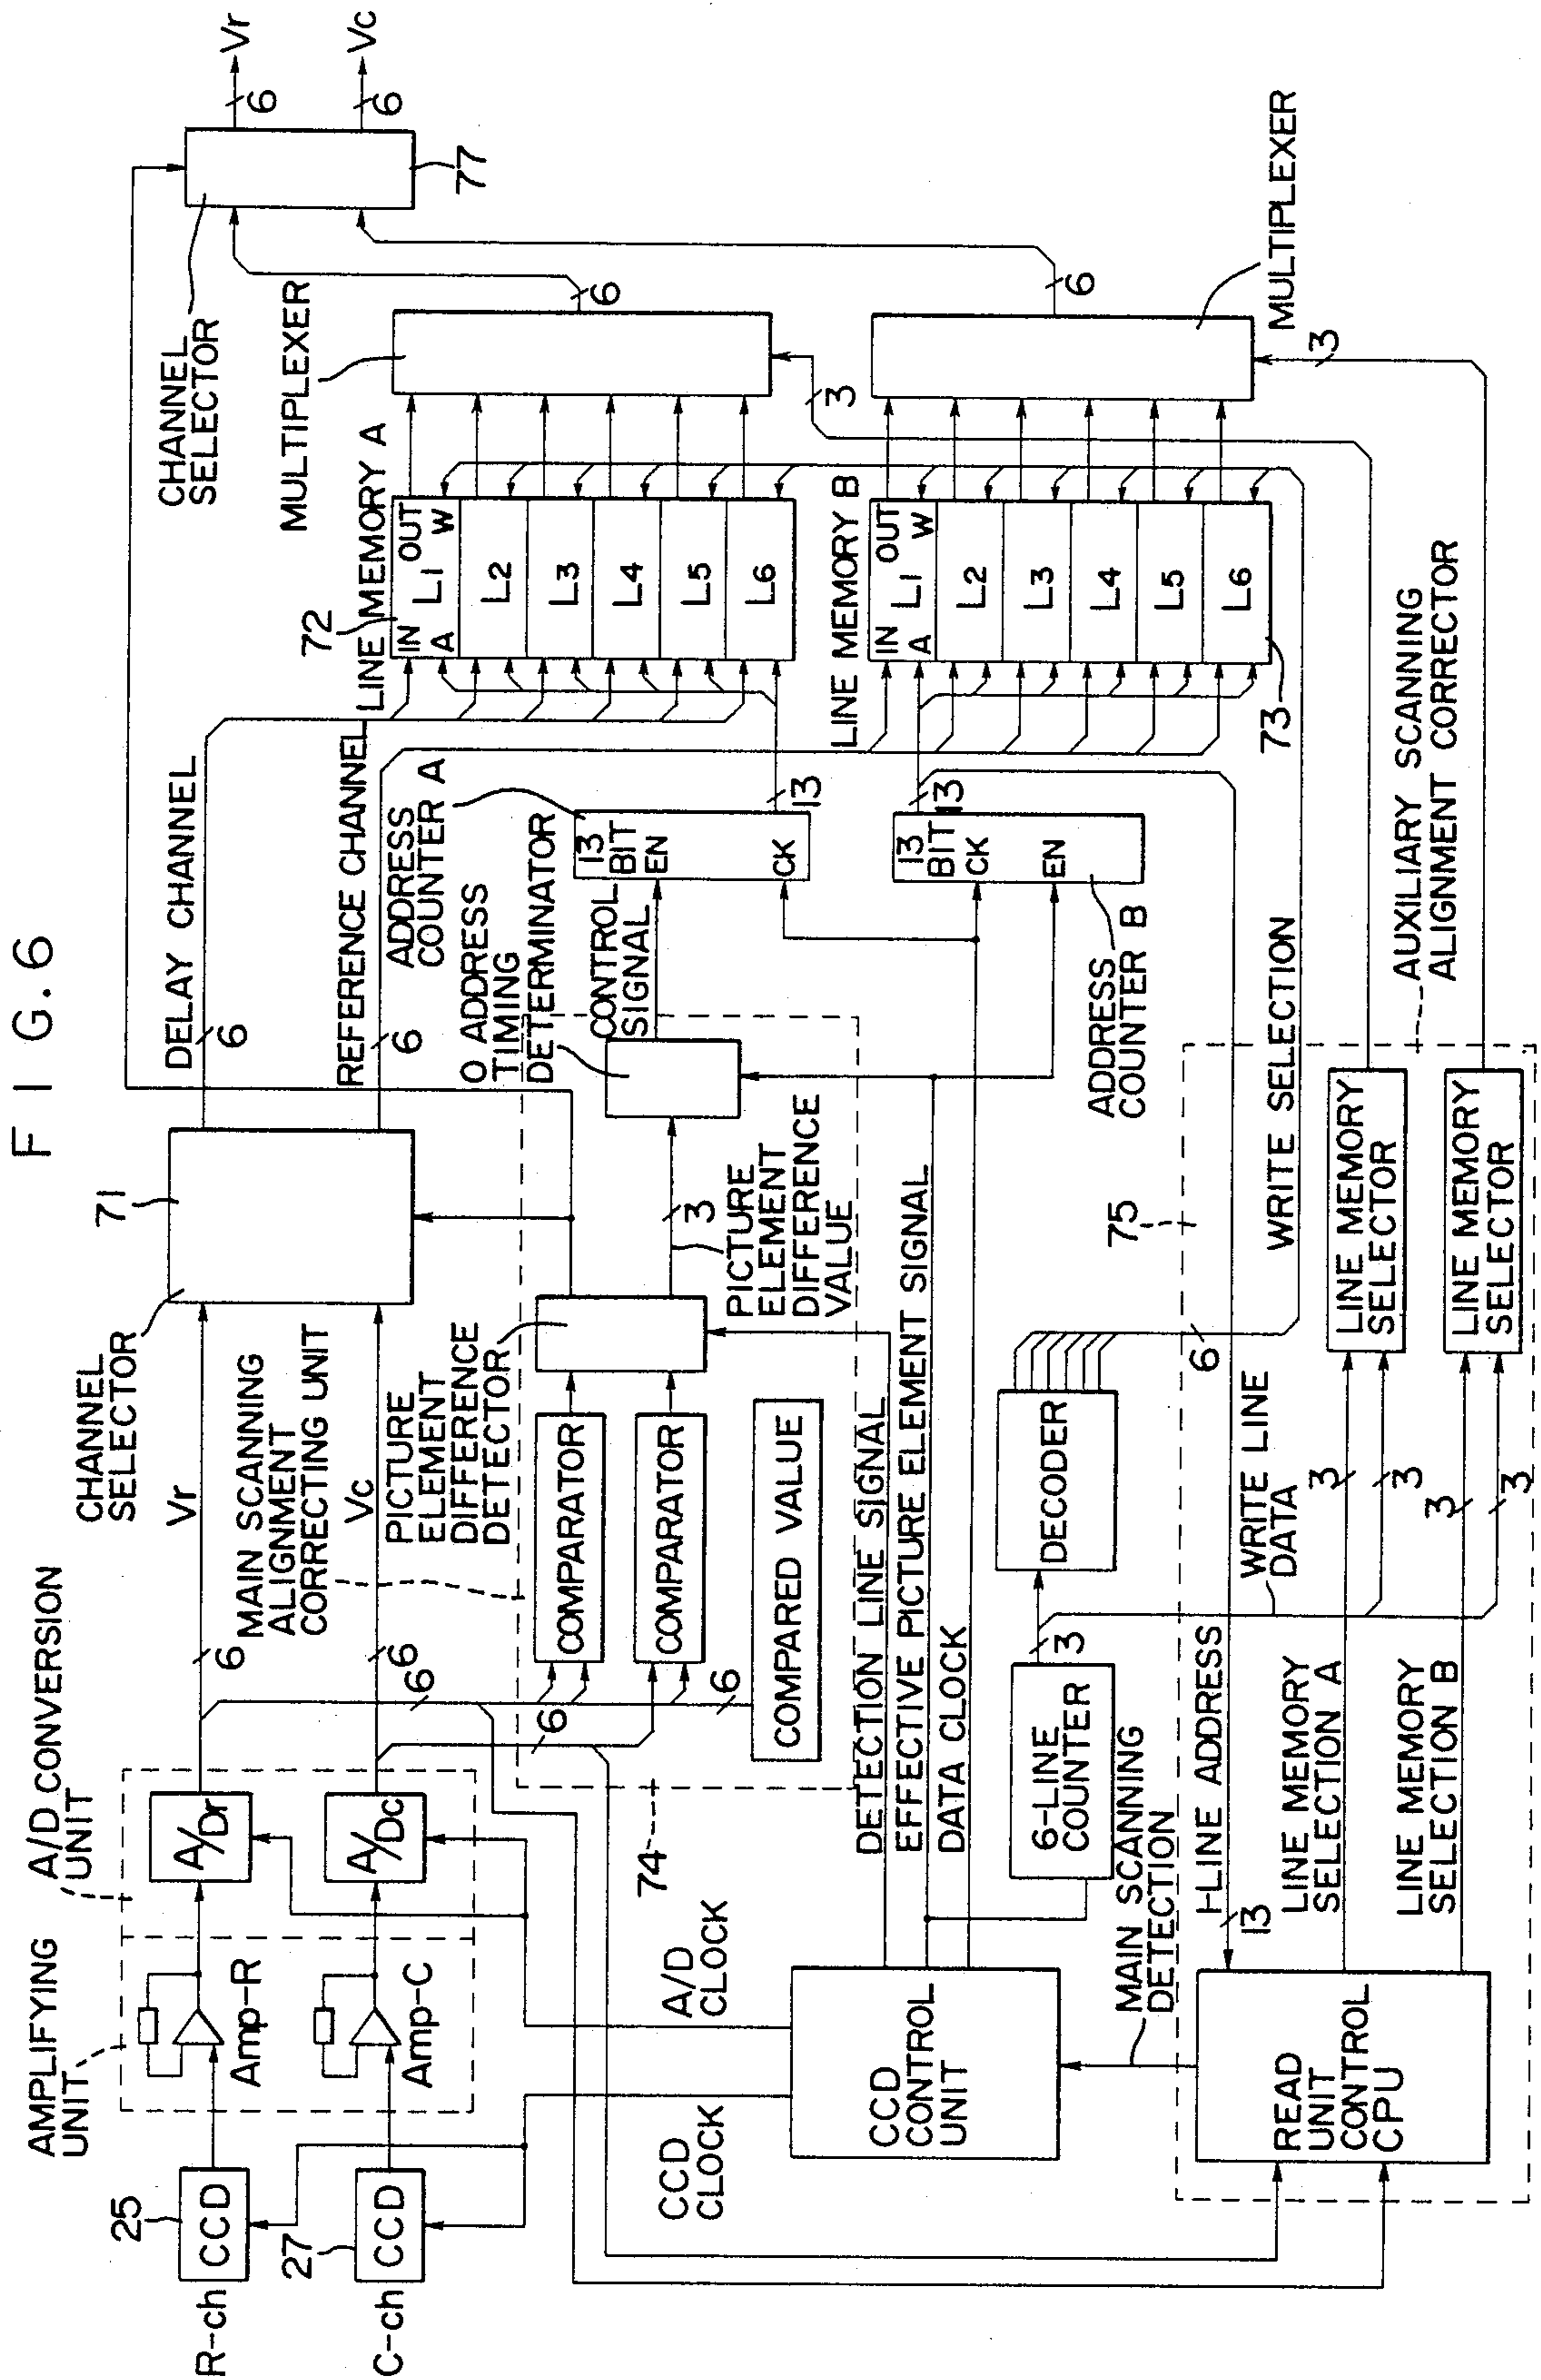 FIG.6
R-ch
25
CCD
C-ch
27
CCD
AMPLIFYING
UNIT
Amp-R
Amp-C
A/D CONVERSION
UNIT
A/Dr
A/Dc
CCD
CLOCK
A/D
CLOCK
74
Vr
6
Vc
6
6
6
6
CHANNEL
SELECTOR
71
MAIN SCANNING
ALIGNMENT
CORRECTING UNIT
PICTURE
ELEMENT
DIFFERENCE
DETECTOR
COMPARATOR
COMPARATOR
COMPARED VALUE
3
PICTURE
ELEMENT
DIFFERENCE
VALUE
O ADDRESS
TIMING
DETERMINATOR
CONTROL
SIGNAL
DELAY CHANNEL
6
REFERENCE CHANNEL
6
ADDRESS
COUNTER A
13
BIT
EN
CK
13
13
BIT
CK
EN
13
ADDRESS
COUNTER B
72
LINE MEMORY A
IN
OUT
L1
A
W
L2
L3
L4
L5
L6
LINE MEMORY B
IN
OUT
L1
A
W
L2
L3
L4
L5
L6
73
MULTIPLEXER
6
3
MULTIPLEXER
6
3
CHANNEL
SELECTOR
77
Vr
6
Vc
6
CCD
CONTROL
UNIT
DETECTION LINE SIGNAL
EFFECTIVE PICTURE ELEMENT SIGNAL
DATA CLOCK
6-LINE
COUNTER
3
DECODER
6
WRITE SELECTION
MAIN SCANNING
DETECTION
READ
UNIT
CONTROL
CPU
1-LINE ADDRESS
13
WRITE LINE
DATA
LINE MEMORY
SELECTION A
LINE MEMORY
SELECTION B
3
3
3
3
75
LINE MEMORY
SELECTOR
LINE MEMORY
SELECTOR
AUXILIARY SCANNING
ALIGNMENT CORRECTOR